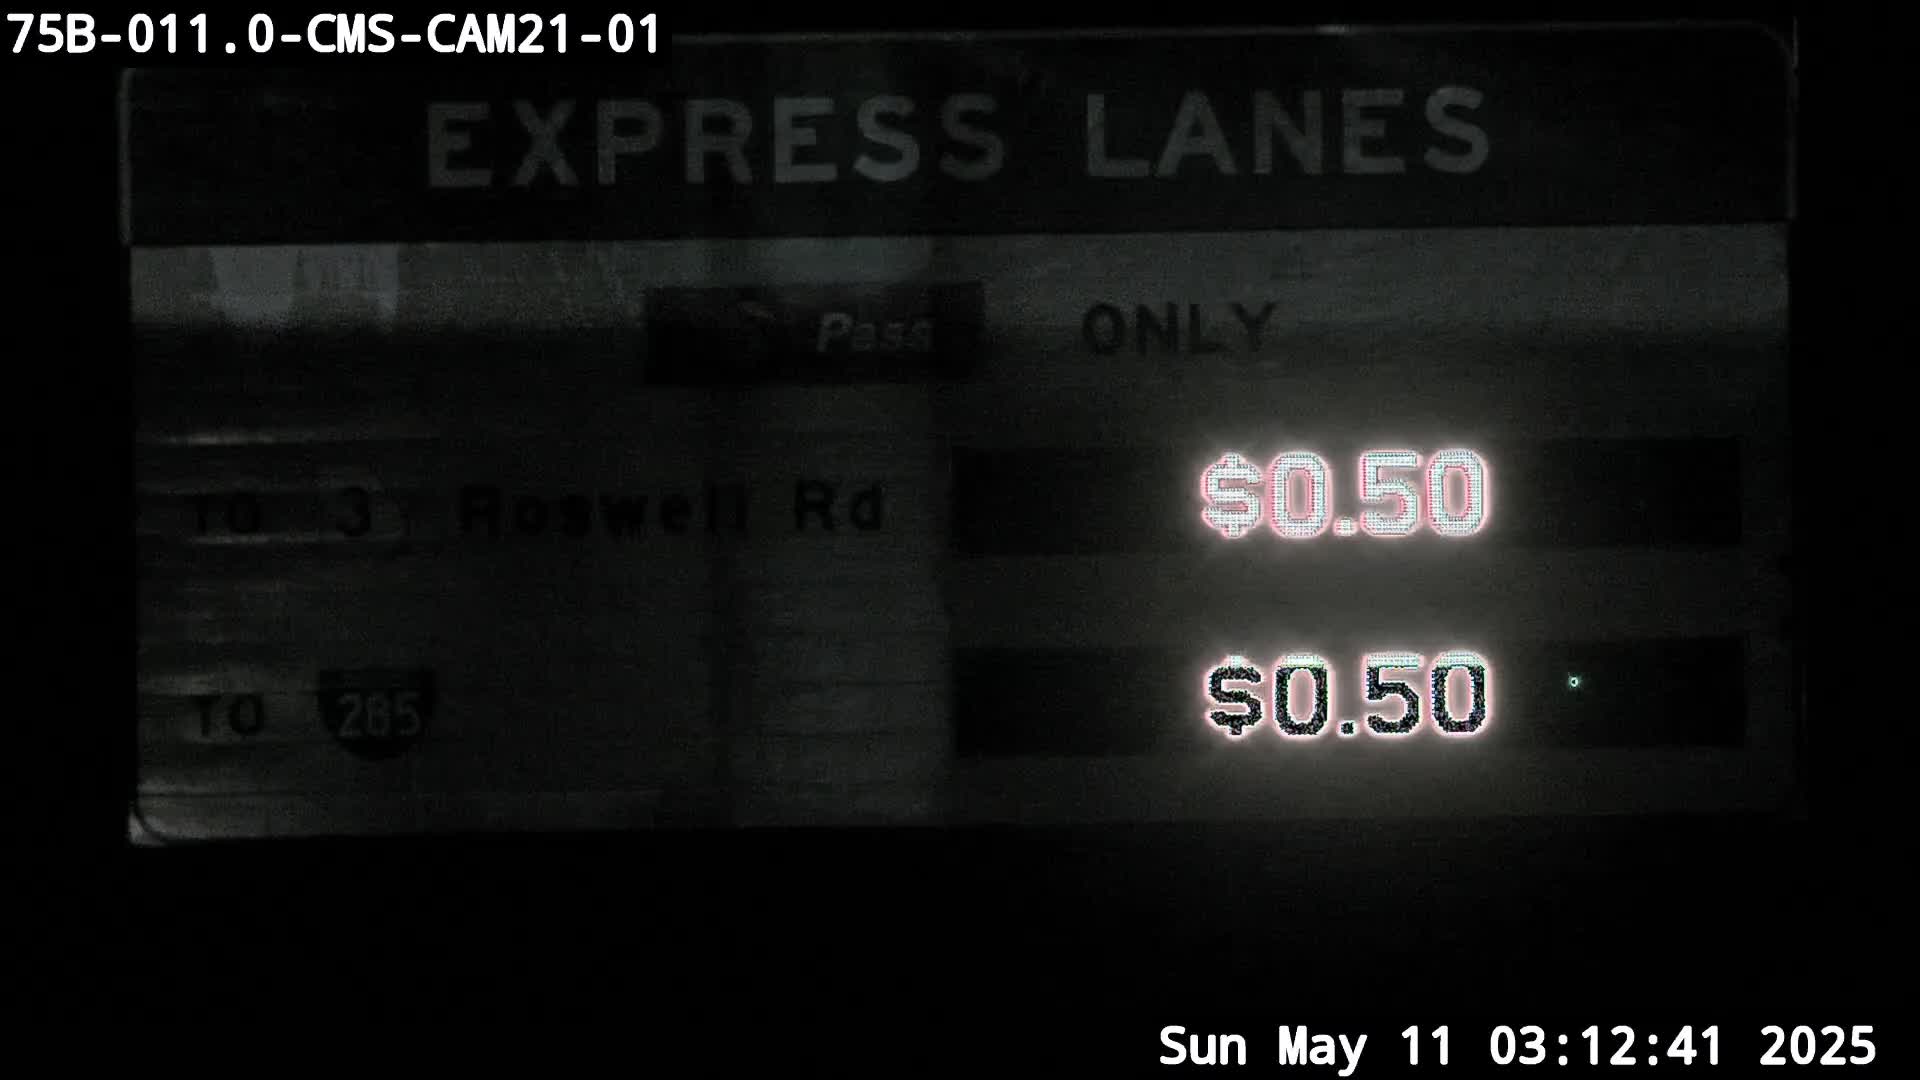 75B-011.0-CMS-CAM21-01
EXPRESS LANES
Pass ONLY
TO 3 Roswell Rd $0.50
TO 285 $0.50
Sun May 11 03:12:41 2025